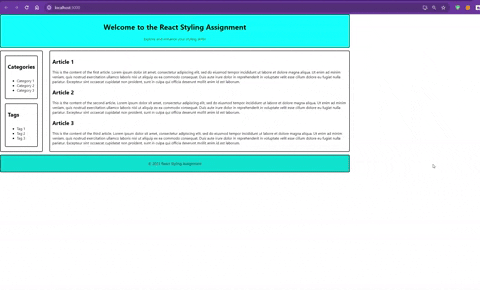 localhost:3000
Welcome to the React Styling Assignment
Explore and enhance your styling skills!
Categories
Category 1
Category 2
Category 3
Tags
Tag 1
Tag 2
Tag 3
Article 1
This is the content of the first article. Lorem ipsum dolor sit amet, consectetur adipiscing elit, sed do eiusmod tempor incididunt ut labore et dolore magna aliqua. Ut enim ad minim
veniam, quis nostrud exercitation ullamco laboris nisi ut aliquip ex ea commodo consequat. Duis aute irure dolor in reprehenderit in voluptate velit esse cillum dolore eu fugiat nulla
pariatur. Excepteur sint occaecat cupidatat non proident, sunt in culpa qui officia deserunt mollit anim id est laborum.
Article 2
This is the content of the second article. Lorem ipsum dolor sit amet, consectetur adipiscing elit, sed do eiusmod tempor incididunt ut labore et dolore magna aliqua. Ut enim ad minim
veniam, quis nostrud exercitation ullamco laboris nisi ut aliquip ex ea commodo consequat. Duis aute irure dolor in reprehenderit in voluptate velit esse cillum dolore eu fugiat nulla
pariatur. Excepteur sint occaecat cupidatat non proident, sunt in culpa qui officia deserunt mollit anim id est laborum.
Article 3
This is the content of the third article. Lorem ipsum dolor sit amet, consectetur adipiscing elit, sed do eiusmod tempor incididunt ut labore et dolore magna aliqua. Ut enim ad minim
veniam, quis nostrud exercitation ullamco laboris nisi ut aliquip ex ea commodo consequat. Duis aute irure dolor in reprehenderit in voluptate velit esse cillum dolore eu fugiat nulla
pariatur. Excepteur sint occaecat cupidatat non proident, sunt in culpa qui officia deserunt mollit anim id est laborum.
React Styling Assignment